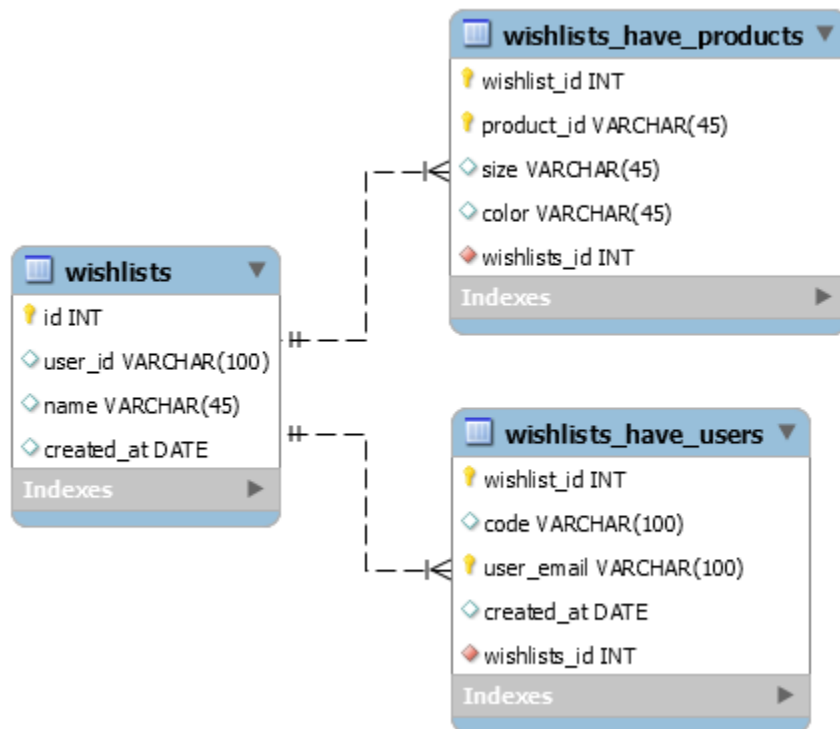 wishlists_have_products
wishlist_id INT
product_id VARCHAR(45)
size VARCHAR(45)
color VARCHAR(45)
wishlists_id INT
Indexes
wishlists
id INT
user_id VARCHAR(100)
name VARCHAR(45)
created_at DATE
Indexes
wishlists_have_users
wishlist_id INT
code VARCHAR(100)
user_email VARCHAR(100)
created_at DATE
wishlists_id INT
Indexes